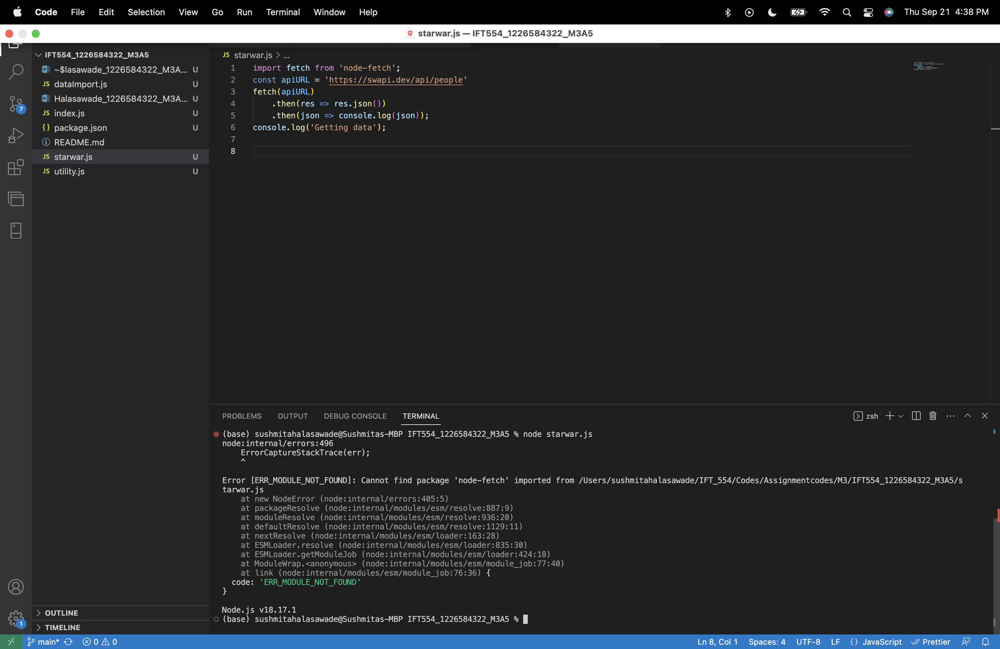 Code File Edit Selection View Go Run Terminal Window Help Thu Sep 21 4:38 PM
starwar.js — IFT554_1226584322_M3A5
IFT554_1226584322_M3A5
~$lasawade_1226584322_M3A... U
dataImport.js U
Halasawade_1226584322_M3A... U
index.js U
package.json U
README.md
starwar.js U
utility.js U
7
OUTLINE
TIMELINE
1
JS starwar.js > ...
1 import fetch from 'node-fetch';
2 const apiURL = 'https://swapi.dev/api/people'
3 fetch(apiURL)
4 .then(res => res.json())
5 .then(json => console.log(json));
6 console.log('Getting data');
7
8
PROBLEMS OUTPUT DEBUG CONSOLE TERMINAL zsh
(base) sushmitahalasawade@Sushmitas-MBP IFT554_1226584322_M3A5 % node starwar.js
node:internal/errors:496
ErrorCaptureStackTrace(err);
^
Error [ERR_MODULE_NOT_FOUND]: Cannot find package 'node-fetch' imported from /Users/sushmitahalasawade/IFT_554/Codes/Assignmentcodes/M3/IFT554_1226584322_M3A5/s
tarwar.js
at new NodeError (node:internal/errors:405:5)
at packageResolve (node:internal/modules/esm/resolve:887:9)
at moduleResolve (node:internal/modules/esm/resolve:936:20)
at defaultResolve (node:internal/modules/esm/resolve:1129:11)
at nextResolve (node:internal/modules/esm/loader:163:28)
at ESMLoader.resolve (node:internal/modules/esm/loader:835:30)
at ESMLoader.getModuleJob (node:internal/modules/esm/loader:424:18)
at ModuleWrap.<anonymous> (node:internal/modules/esm/module_job:77:40)
at link (node:internal/modules/esm/module_job:76:36) {
code: 'ERR_MODULE_NOT_FOUND'
}
Node.js v18.17.1
(base) sushmitahalasawade@Sushmitas-MBP IFT554_1226584322_M3A5 %
main* 0 0 Ln 8, Col 1 Spaces: 4 UTF-8 LF {} JavaScript Prettier